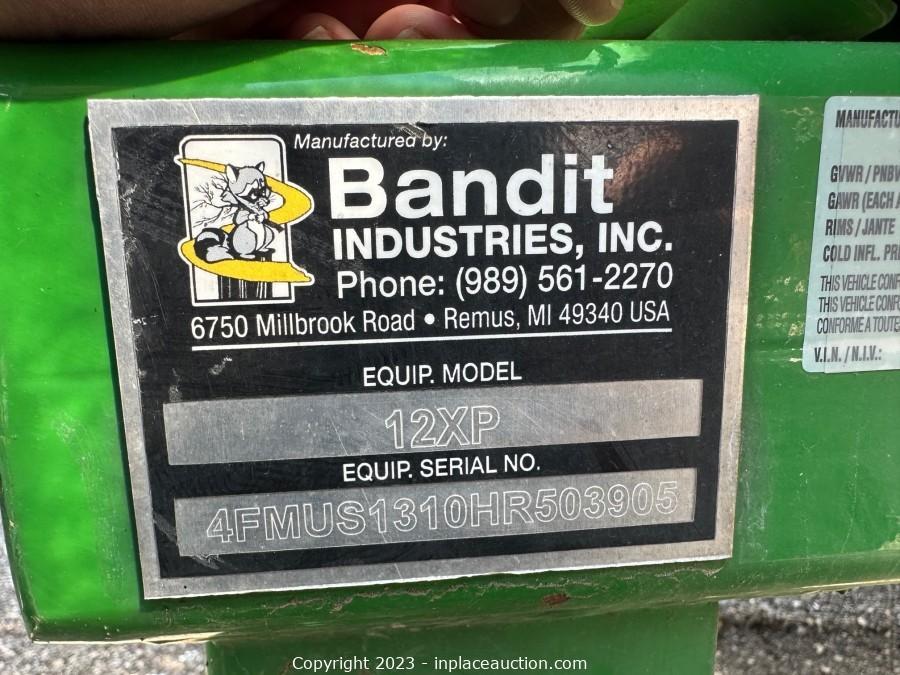 Manufactured by:
Bandit
INDUSTRIES, INC.
Phone: (989) 561-2270
6750 Millbrook Road • Remus, MI 49340 USA
EQUIP. MODEL
12XP
EQUIP. SERIAL NO.
4FMUS1310HR503905
MANUFACTU
GVWR / PNBV
GAWR (EACH A
RIMS / JANTE
COLD INFL. PRE
THIS VEHICLE CONF
THIS VEHICLE CONF
CONFORME A TOUTE
V.I.N. / N.I.V.:
Copyright 2023 - inplaceauction.com